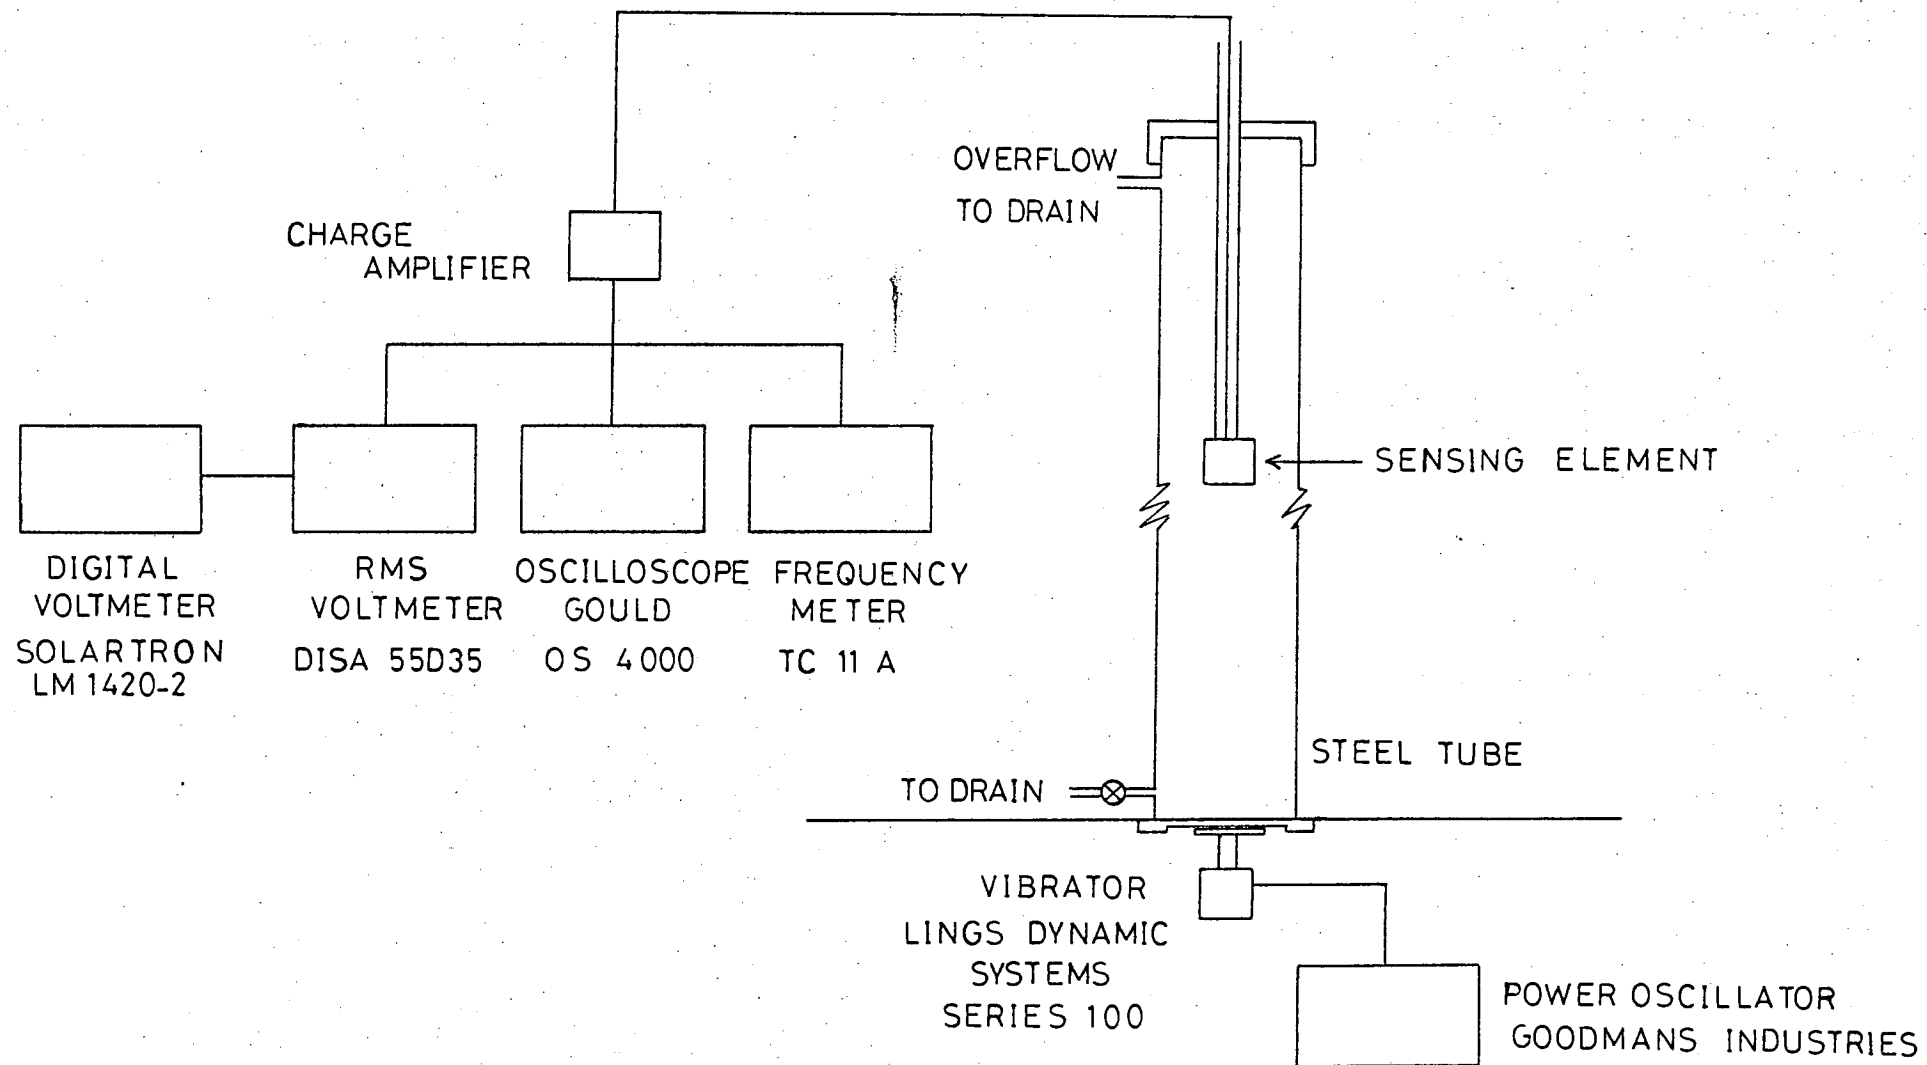 OVERFLOW
TO DRAIN
CHARGE
AMPLIFIER
SENSING ELEMENT
DIGITAL
VOLTMETER
SOLARTRON
LM 1420-2
RMS
VOLTMETER
DISA 55D35
OSCILLOSCOPE
GOULD
OS 4000
FREQUENCY
METER
TC 11 A
STEEL TUBE
TO DRAIN
VIBRATOR
LINGS DYNAMIC
SYSTEMS
SERIES 100
POWER OSCILLATOR
GOODMANS INDUSTRIES